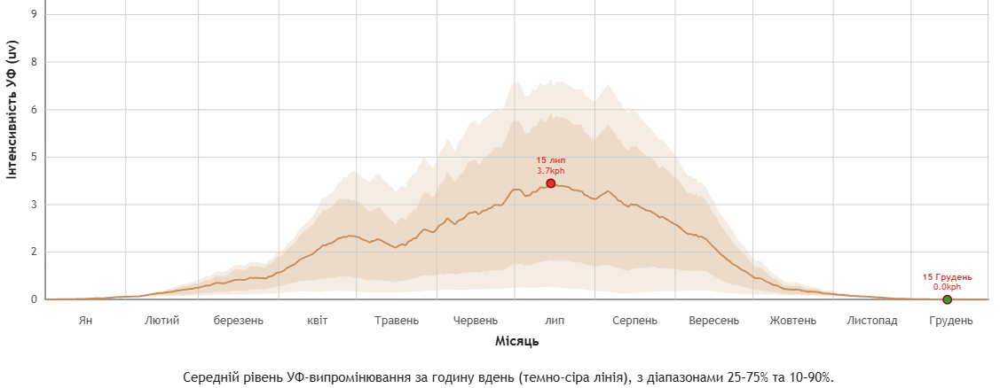 9
8
6
5
3
2
0
Інтенсивність УФ (uv)
15 лип
3.7kph
15 Грудень
0.0kph
Ян Лютий березень квіт Травень Червень лип Серпень Вересень Жовтень Листопад Грудень
Місяць
Середній рівень УФ-випромінювання за годину вдень (темно-сіра лінія), з діапазонами 25-75% та 10-90%.